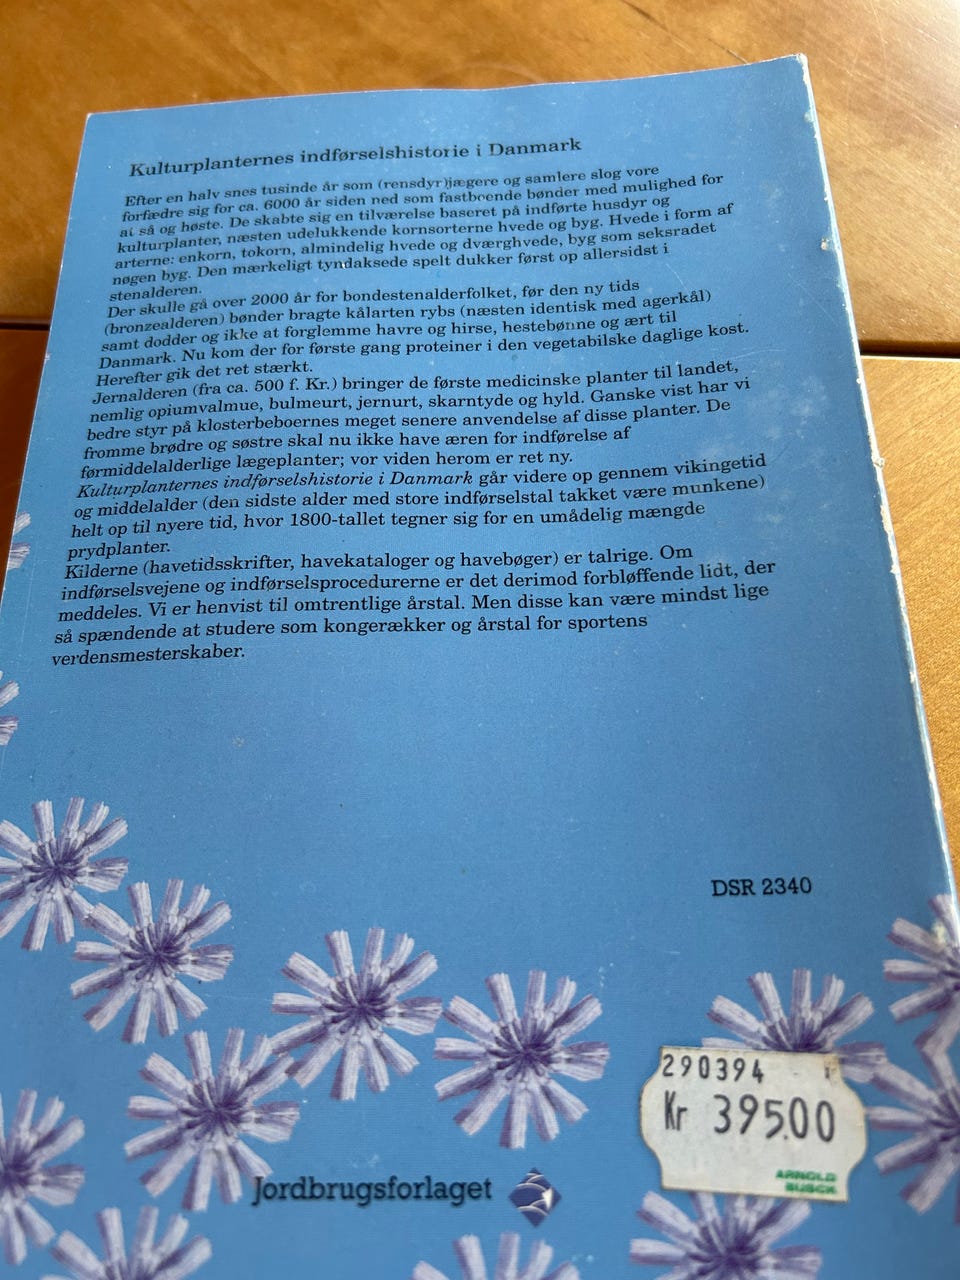 Kulturplanternes indførselshistorie i Danmark
Efter en halv snes tusinde år som (rensdyr)jægere og samlere slog vore
forfædre sig for ca. 6000 år siden ned som fastboende bønder med mulighed for
at så og høste. De skabte sig en tilværelse baseret på indførte husdyr og
kulturplanter, næsten udelukkende kornsorterne hvede og byg. Hvede i form af
arterne: enkorn, tokorn, almindelig hvede og dværghvede, byg som seksradet
nøgen byg. Den mærkeligt tyndaksede spelt dukker først op allersidst i
stenalderen.
Der skulle gå over 2000 år for bondestenalderfolket, før den ny tids
(bronzealderen) bønder bragte kålarten rybs (næsten identisk med agerkål)
samt dodder og ikke at forglemme havre og hirse, hestebønne og ært til
Danmark. Nu kom der for første gang proteiner i den vegetabilske daglige kost.
Herefter gik det ret stærkt.
Jernalderen (fra ca. 500 f. Kr.) bringer de første medicinske planter til landet,
nemlig opiumvalmue, bulmeurt, jernurt, skarntyde og hyld. Ganske vist har vi
bedre styr på klosterbeboernes meget senere anvendelse af disse planter. De
fromme brødre og søstre skal nu ikke have æren for indførelse af
førmiddelalderlige lægeplanter; vor viden herom er ret ny.
Kulturplanternes indførselshistorie i Danmark går videre op gennem vikingetid
og middelalder (den sidste alder med store indførselstal takket være munkene)
helt op til nyere tid, hvor 1800-tallet tegner sig for en umådelig mængde
prydplanter.
Kilderne (havetidsskrifter, havekataloger og havebøger) er talrige. Om
indførselsvejene og indførselsprocedurerne er det derimod forbløffende lidt, der
meddeles. Vi er henvist til omtrentlige årstal. Men disse kan være mindst lige
så spændende at studere som kongerækker og årstal for sportens
verdensmesterskaber.
DSR 2340
290394
Kr 395.00
ARNOLD
BUSCK
Jordbrugsforlaget